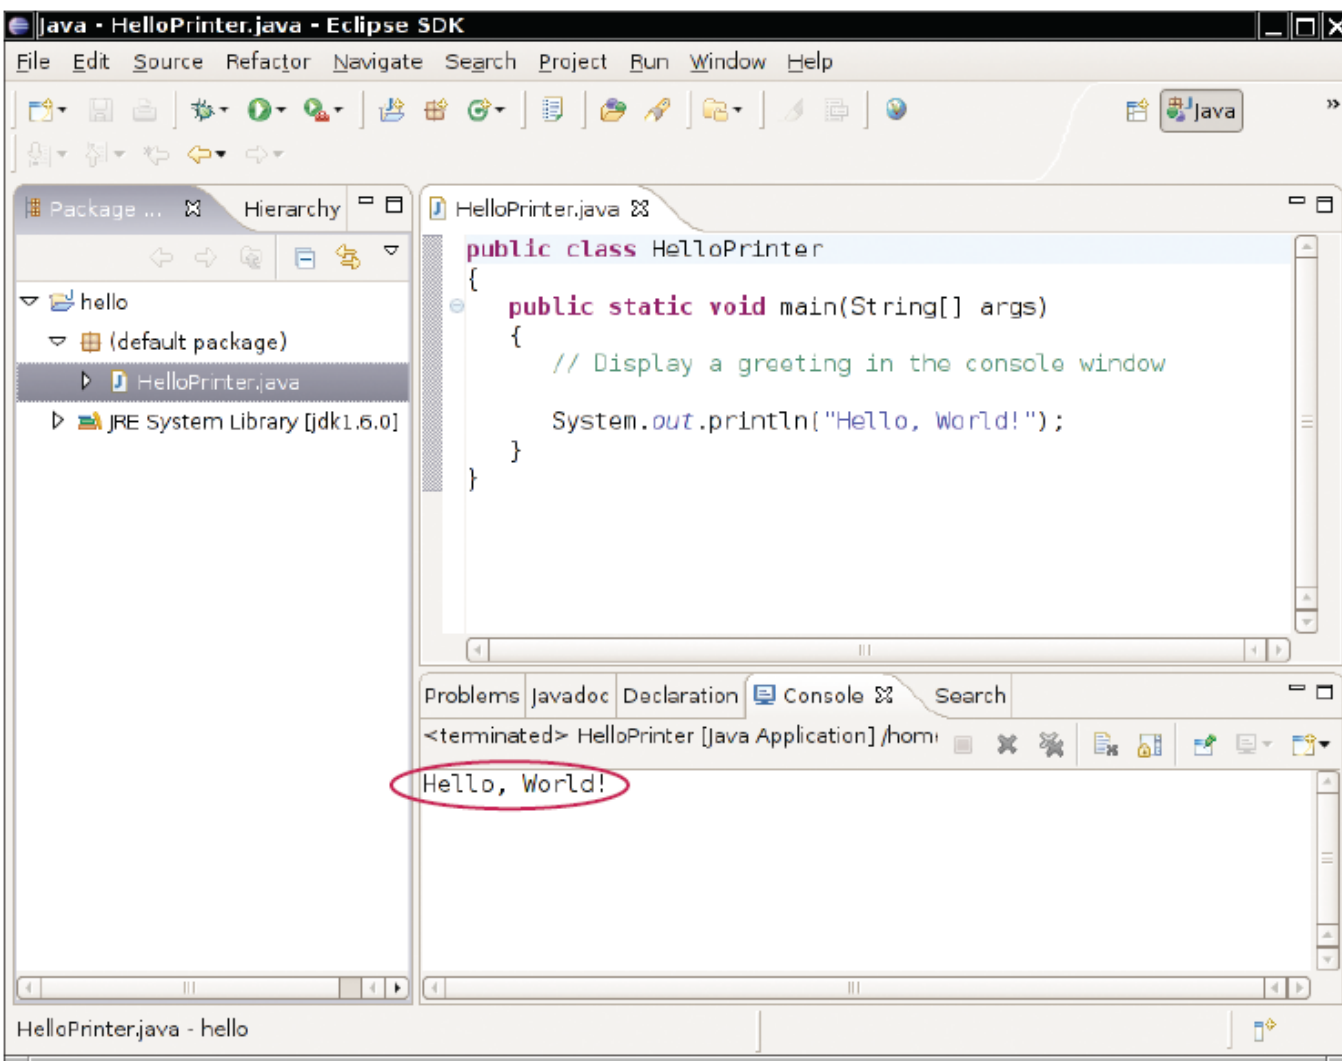 Java - HelloPrinter.java - Eclipse SDK
File Edit Source Refactor Navigate Search Project Run Window Help
Java
Package ... Hierarchy
HelloPrinter.java
hello
(default package)
HelloPrinter.java
JRE System Library [jdk1.6.0]
public class HelloPrinter
{
public static void main(String[] args)
{
// Display a greeting in the console window
System.out.println("Hello, World!");
}
}
Problems Javadoc Declaration Console Search
<terminated> HelloPrinter [Java Application] /hom
Hello, World!
HelloPrinter.java - hello